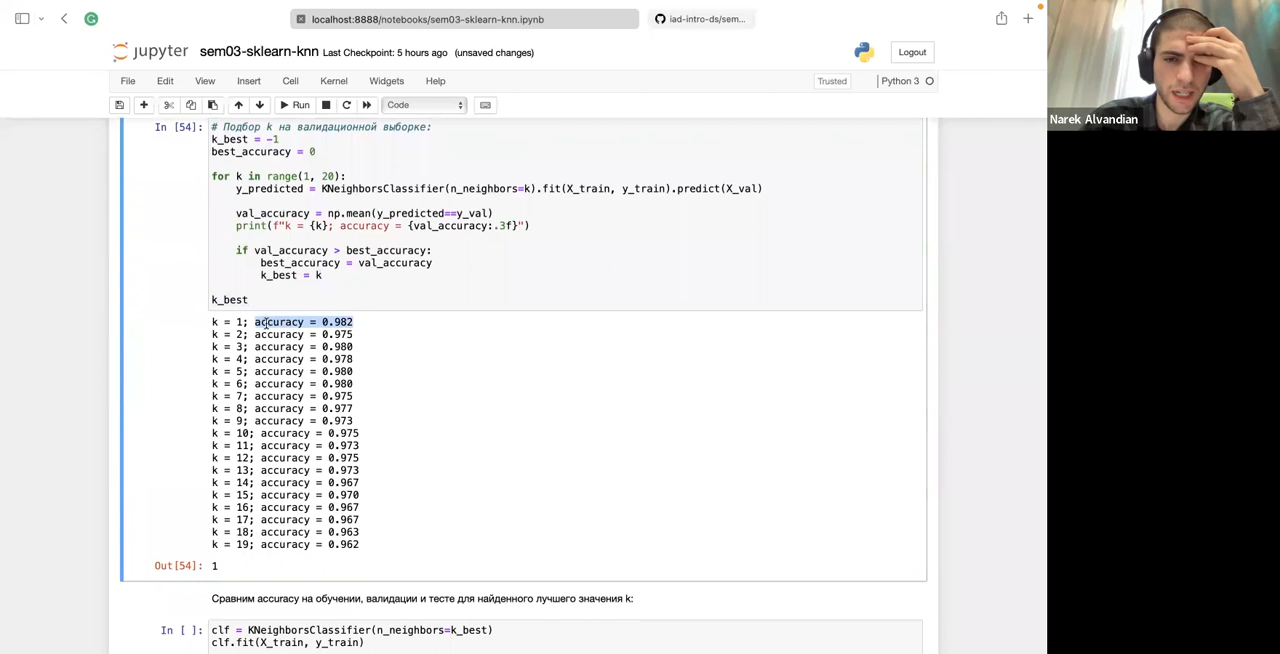 localhost:8888/notebooks/sem03-sklearn-knn.ipynb
iad-intro-ds/sem...
jupyter sem03-sklearn-knn Last Checkpoint: 5 hours ago (unsaved changes)
Logout
File Edit View Insert Cell Kernel Widgets Help
Trusted
Python 3
Run
Code
Narek Alvandian
In [54]: # Подбор k на валидационной выборке:
k_best = -1
best_accuracy = 0
for k in range(1, 20):
y_predicted = KNeighborsClassifier(n_neighbors=k).fit(X_train, y_train).predict(X_val)
val_accuracy = np.mean(y_predicted==y_val)
print(f"k = {k}; accuracy = {val_accuracy:.3f}")
if val_accuracy > best_accuracy:
best_accuracy = val_accuracy
k_best = k
k_best
k = 1; accuracy = 0.982
k = 2; accuracy = 0.975
k = 3; accuracy = 0.980
k = 4; accuracy = 0.978
k = 5; accuracy = 0.980
k = 6; accuracy = 0.980
k = 7; accuracy = 0.975
k = 8; accuracy = 0.977
k = 9; accuracy = 0.973
k = 10; accuracy = 0.975
k = 11; accuracy = 0.973
k = 12; accuracy = 0.975
k = 13; accuracy = 0.973
k = 14; accuracy = 0.967
k = 15; accuracy = 0.970
k = 16; accuracy = 0.967
k = 17; accuracy = 0.967
k = 18; accuracy = 0.963
k = 19; accuracy = 0.962
Out[54]: 1
Сравним accuracy на обучении, валидации и тесте для найденного лучшего значения k:
In [ ]: clf = KNeighborsClassifier(n_neighbors=k_best)
clf.fit(X_train, y_train)